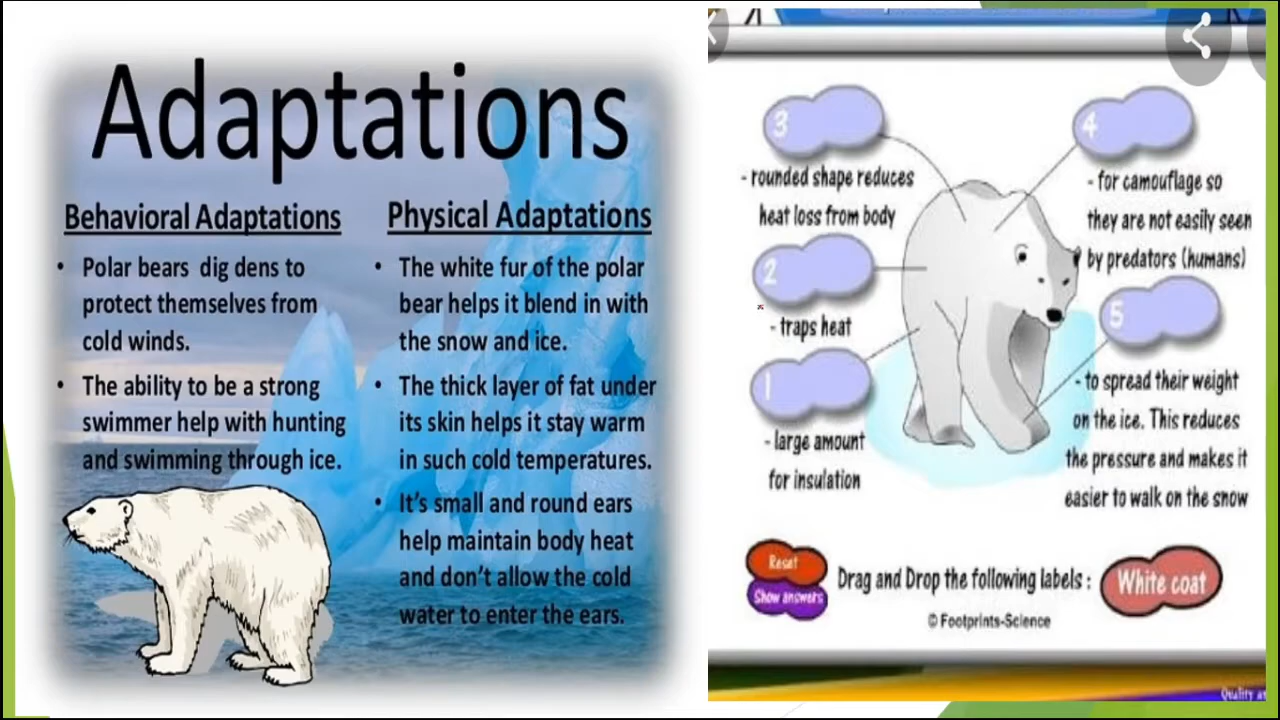 Adaptations
Behavioral Adaptations
• Polar bears dig dens to
protect themselves from
cold winds.
• The ability to be a strong
swimmer help with hunting
and swimming through ice.
Physical Adaptations
• The white fur of the polar
bear helps it blend in with
the snow and ice.
• The thick layer of fat under
its skin helps it stay warm
in such cold temperatures.
• It's small and round ears
help maintain body heat
and don't allow the cold
water to enter the ears.
3
- rounded shape reduces
heat loss from body
2
- traps heat
1
- large amount
for insulation
4
- for camouflage so
they are not easily seen
by predators (humans)
5
- to spread their weight
on the ice. This reduces
the pressure and makes it
easier to walk on the snow
Reset
Show answers
Drag and Drop the following labels :
White coat
© Footprints-Science
Quality